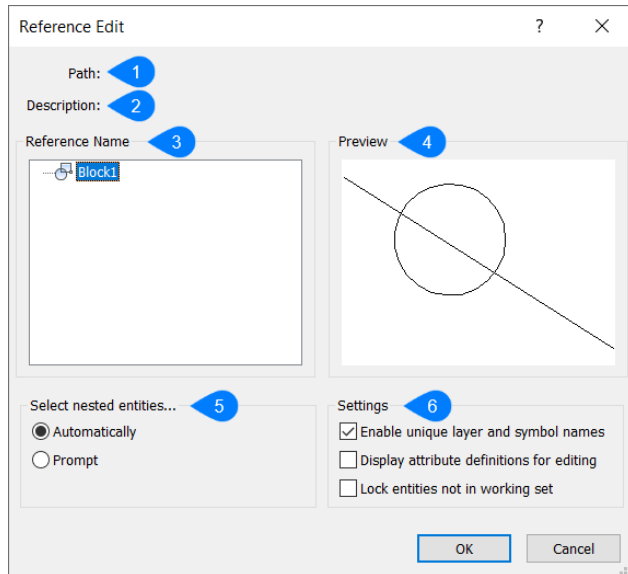 Reference Edit ?
Path: 1
Description: 2
Reference Name 3
Preview 4
Block1
Select nested entities... 5
Settings 6
Automatically
Enable unique layer and symbol names
Prompt
Display attribute definitions for editing
Lock entities not in working set
OK Cancel